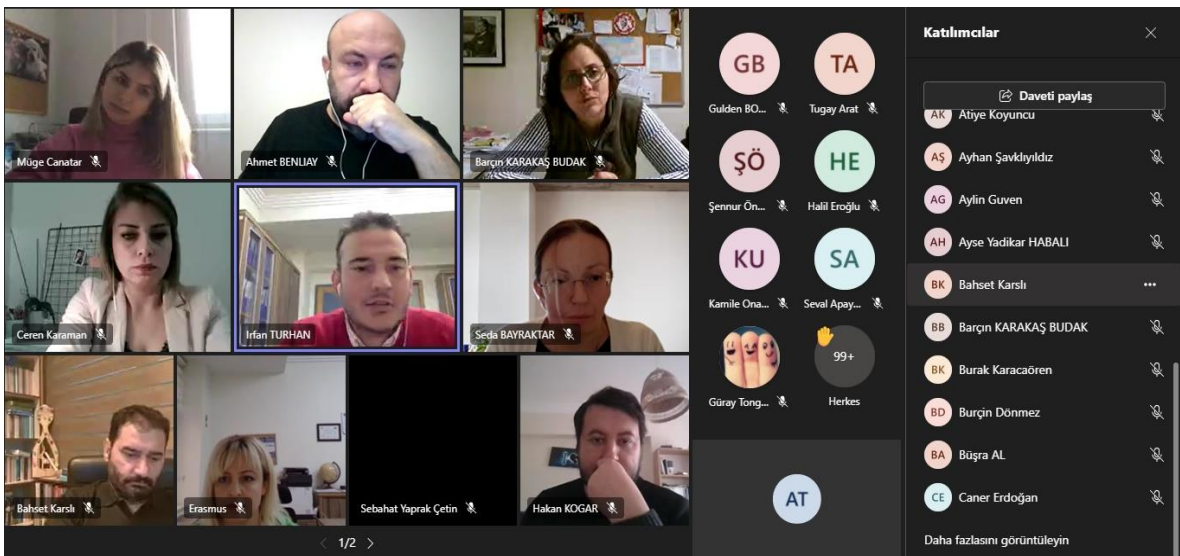 Müge Canatar
Ahmet BENLIAY
Barçın KARAKAŞ BUDAK
Ceren Karaman
Irfan TURHAN
Seda BAYRAKTAR
Bahset Karslı
Erasmus
Sebahat Yaprak Çetin
Hakan KOGAR
1/2
GB
TA
Gulden BO...
Tugay Arat
ŞÖ
HE
Şennur Ön...
Halil Eroğlu
KU
SA
Kamile Ona...
Seval Apay...
99+
Güray Tong...
Herkes
AT
Katılımcılar
Daveti paylaş
AK Atiye Koyuncu
AŞ Ayhan Şavklıyıldız
AG Aylin Guven
AH Ayse Yadikar HABALI
BK Bahset Karslı
BB Barçın KARAKAŞ BUDAK
BK Burak Karacaören
BD Burçin Dönmez
BA Büşra AL
CE Caner Erdoğan
Daha fazlasını görüntüleyin